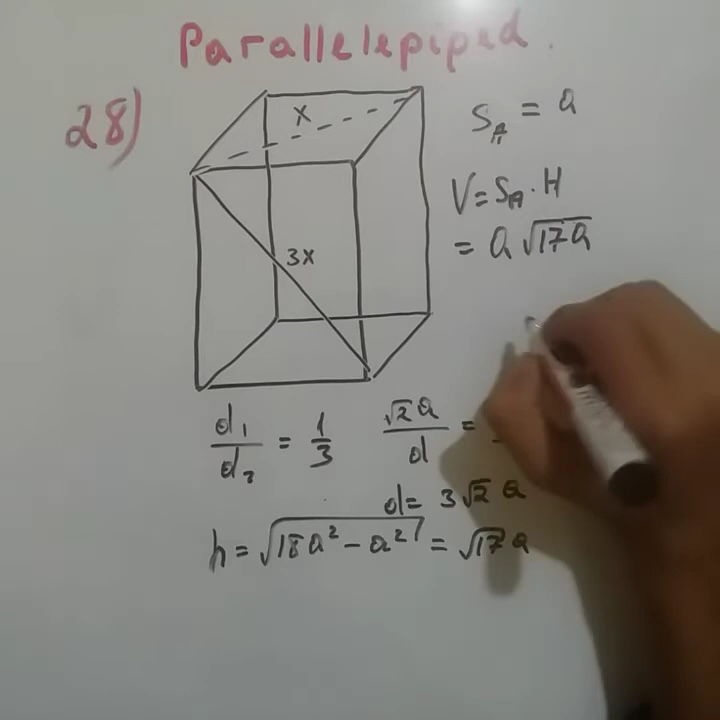 Parallelepiped.
28)
x
S_A = a
V = S_A · H
= a √17a
3x
d₁/d₂ = 1/3
√2a/d =
d = 3√2 a
h = √18a² − a² = √17 a